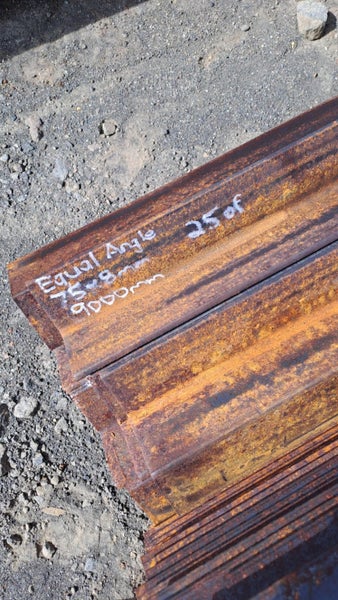 Equal Angle
75x8mm
9000mm
25 of